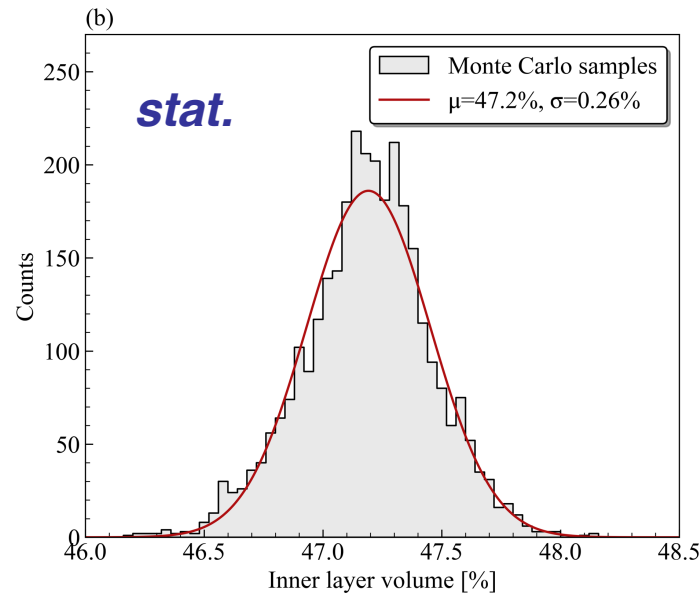 (b)
250
200
150
100
50
0
Counts
stat.
Monte Carlo samples
μ=47.2%, σ=0.26%
46.0 46.5 47.0 47.5 48.0 48.5
Inner layer volume [%]